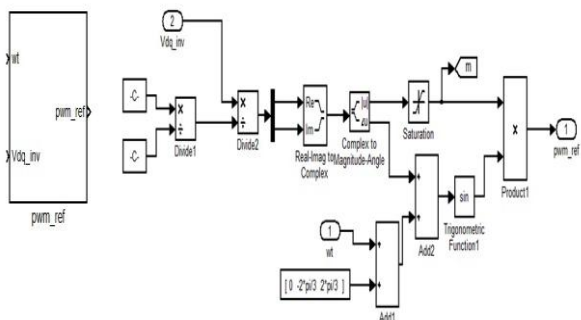 wt
pwm_ref
Vdq_inv
pwm_ref
2
Vdq_inv
-C-
-C-
×
÷
Divide1
×
÷
Divide2
Re
Im
Real-Imag to
Complex
|u|
∠u
Complex to
Magnitude-Angle
Saturation
m
×
Product1
1
pwm_ref
+
+
Add2
sin
Trigonometric
Function1
1
wt
[ 0 -2*pi/3 2*pi/3 ]
+
+
Add1